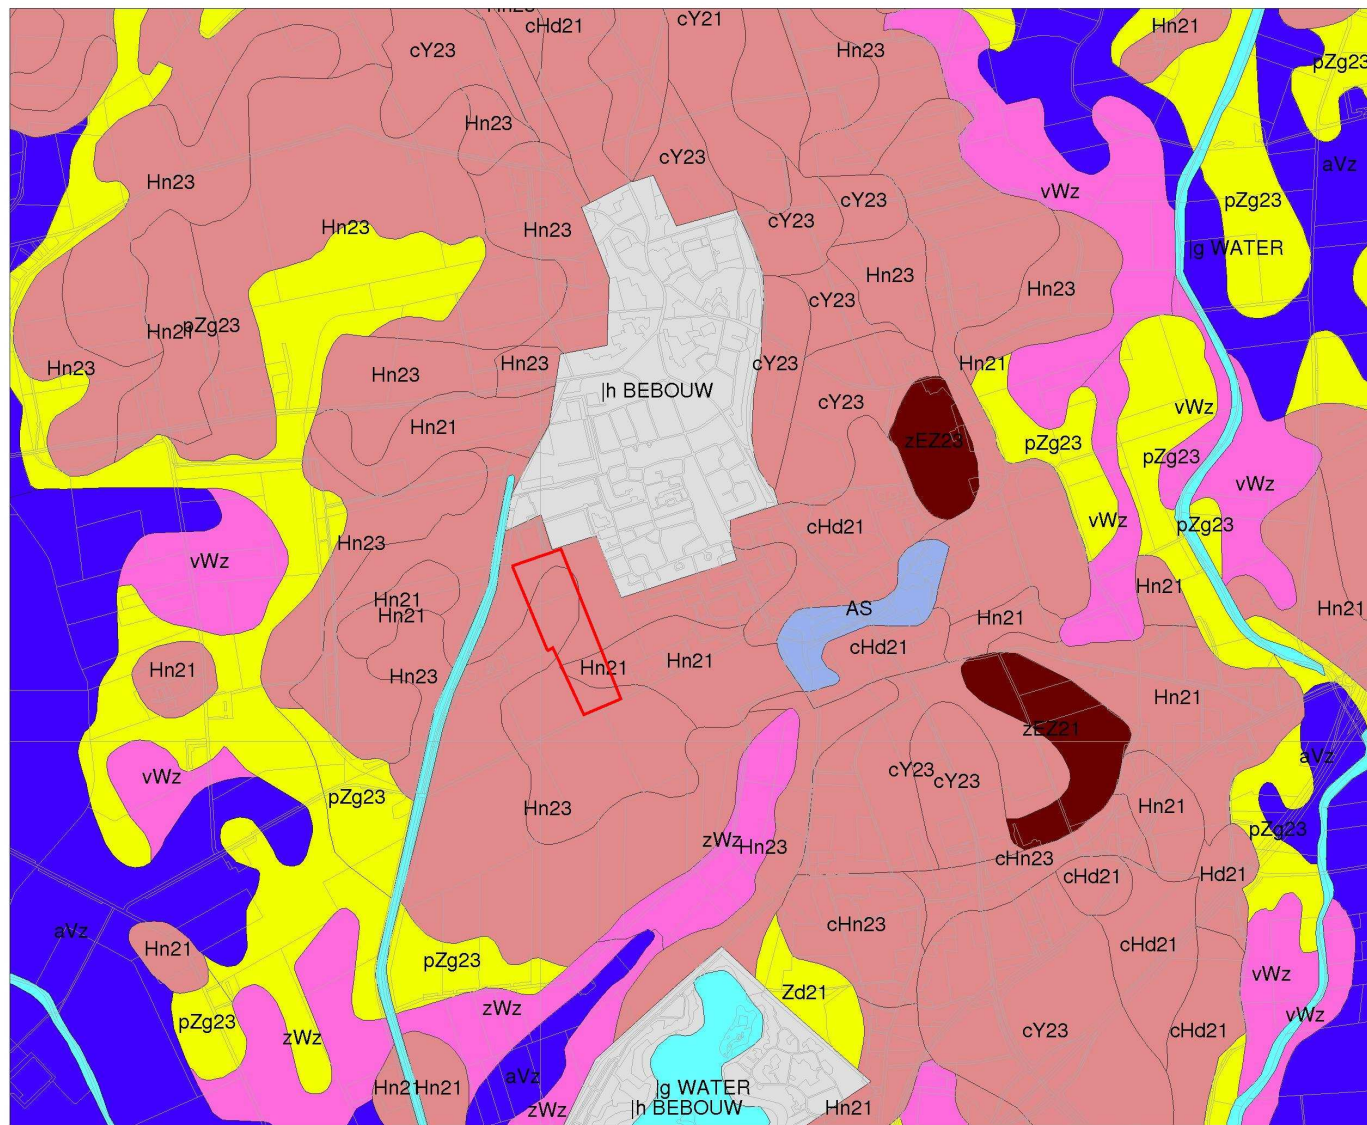 Hn23
cHd21
cY21
cY23
Hn23
Hn21
pZg23
Hn23
cY23
aVz
Hn23
vWz
cY23
pZg23
Hn23
Hn23
cY23
|g WATER
Hn23
Hn23
cY23
Hn21
pZg23
Hn23
Hn23
Hn23
cY23
Hn21
|h BEBOUW
cY23
vWz
Hn21
zEZ23
pZg23
pZg23
vWz
vWz
cHd21
pZg23
Hn23
vWz
Hn21
Hn21
Hn21
AS
Hn21
Hn21
cHd21
Hn21
Hn21
Hn21
Hn23
Hn21
zEZ21
aVz
vWz
cY23
cY23
pZg23
Hn23
Hn21
pZg23
zWz
Hn23
cHn23
cHd21
Hd21
cHn23
aVz
Hn21
cHd21
pZg23
vWz
Zd21
zWz
vWz
pZg23
zWz
cY23
cHd21
aVz
Hn21
Hn21
|g WATER
zWz
|h BEBOUW
Hn21